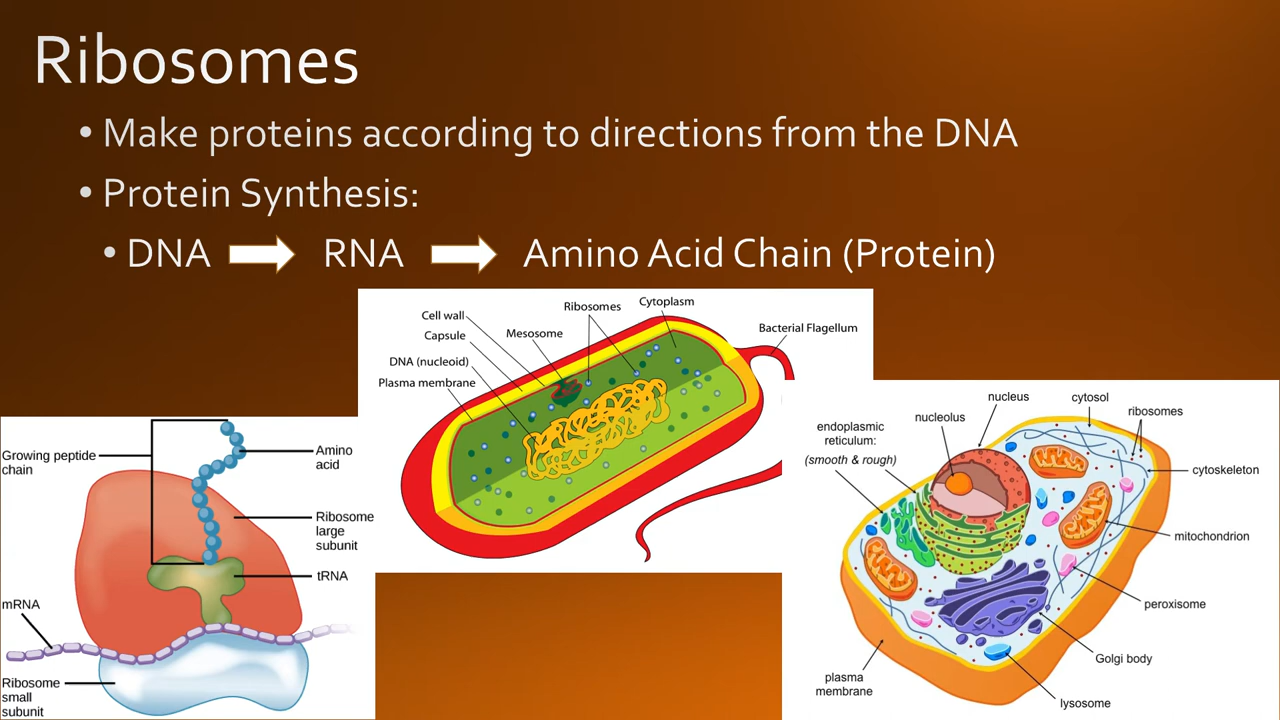 Ribosomes
• Make proteins according to directions from the DNA
• Protein Synthesis:
• DNA RNA Amino Acid Chain (Protein)
Growing peptide
chain
Amino
acid
Ribosome
large
subunit
tRNA
mRNA
Ribosome
small
subunit
Cell wall
Capsule
Mesosome
Ribosomes
Cytoplasm
Bacterial Flagellum
DNA (nucleoid)
Plasma membrane
nucleus
nucleolus
cytosol
ribosomes
endoplasmic
reticulum:
(smooth & rough)
cytoskeleton
mitochondrion
peroxisome
Golgi body
lysosome
plasma
membrane